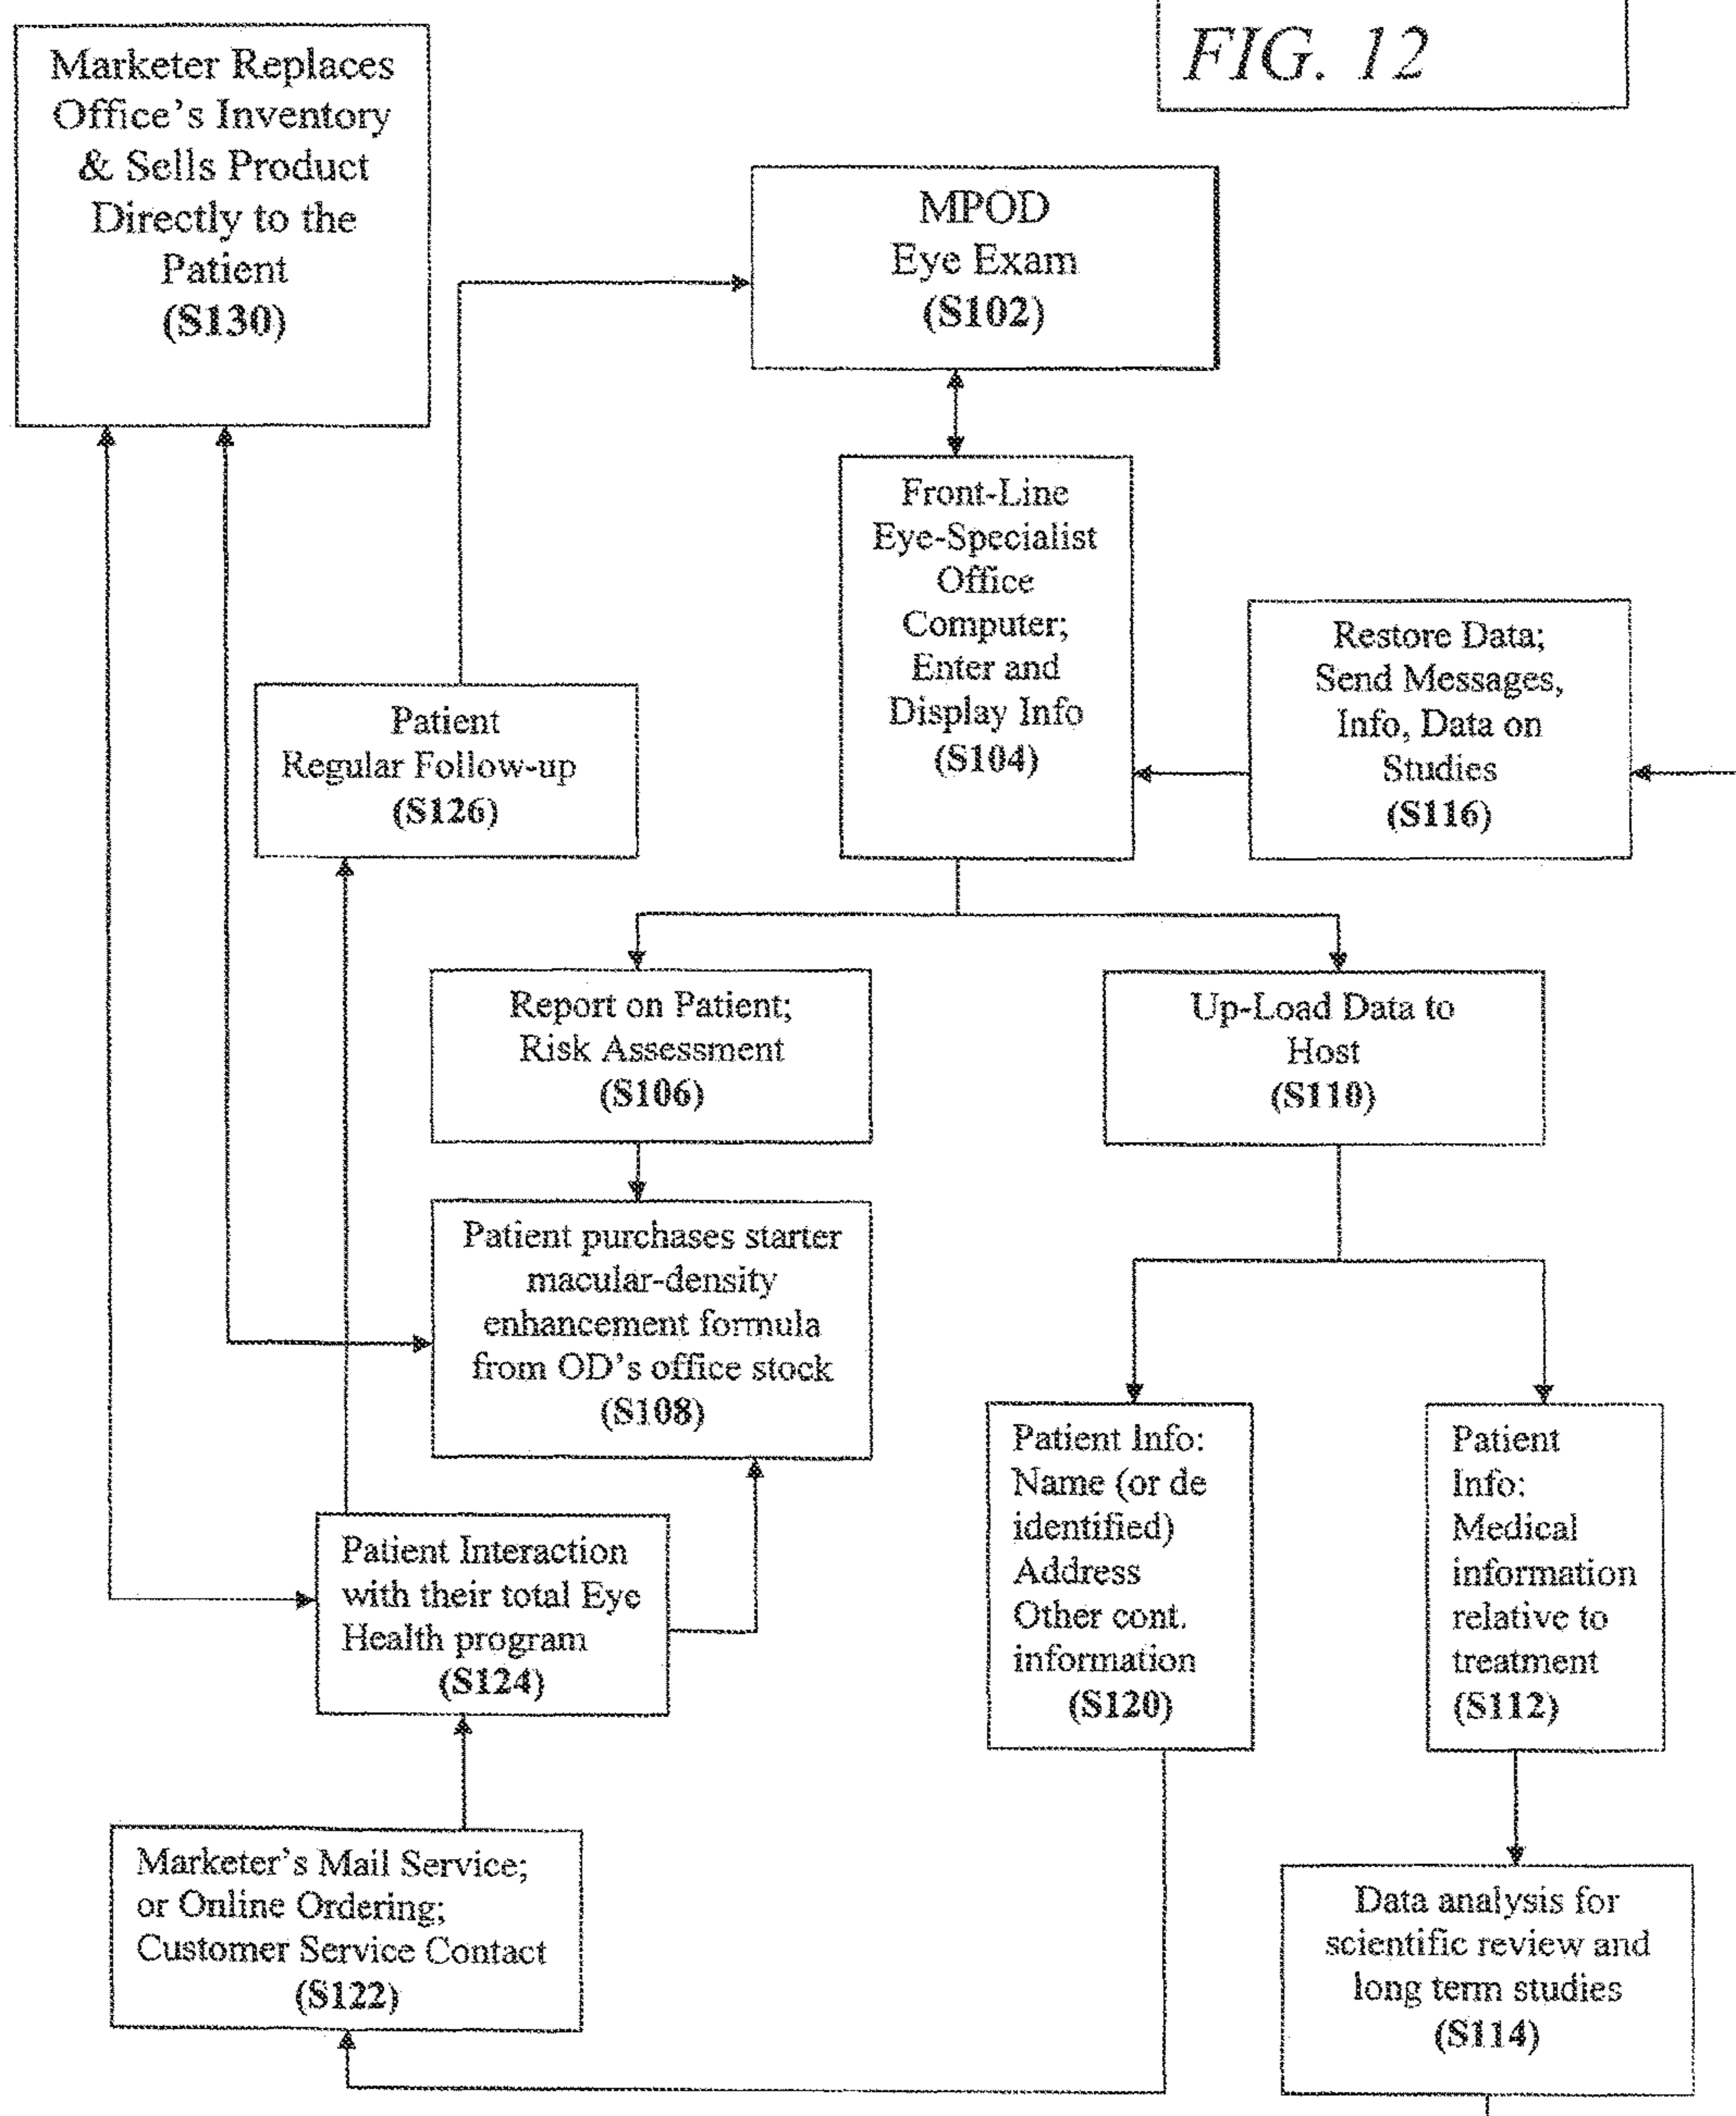 FIG. 12
Marketer Replaces
Office's Inventory
& Sells Product
Directly to the
Patient
(S130)
MPOD
Eye Exam
(S102)
Front-Line
Eye-Specialist
Office
Computer;
Enter and
Display Info
(S104)
Restore Data;
Send Messages,
Info, Data on
Studies
(S116)
Patient
Regular Follow-up
(S126)
Report on Patient;
Risk Assessment
(S106)
Up-Load Data to
Host
(S110)
Patient purchases starter
macular-density
enhancement formula
from OD's office stock
(S108)
Patient Info:
Name (or de
identified)
Address
Other cont.
information
(S120)
Patient
Info:
Medical
information
relative to
treatment
(S112)
Patient Interaction
with their total Eye
Health program
(S124)
Marketer's Mail Service;
or Online Ordering;
Customer Service Contact
(S122)
Data analysis for
scientific review and
long term studies
(S114)